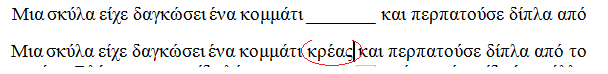 Μια σκύλα είχε δαγκώσει ένα κομμάτι ________ και περπατούσε δίπλα από
Μια σκύλα είχε δαγκώσει ένα κομμάτι κρέας και περπατούσε δίπλα από το